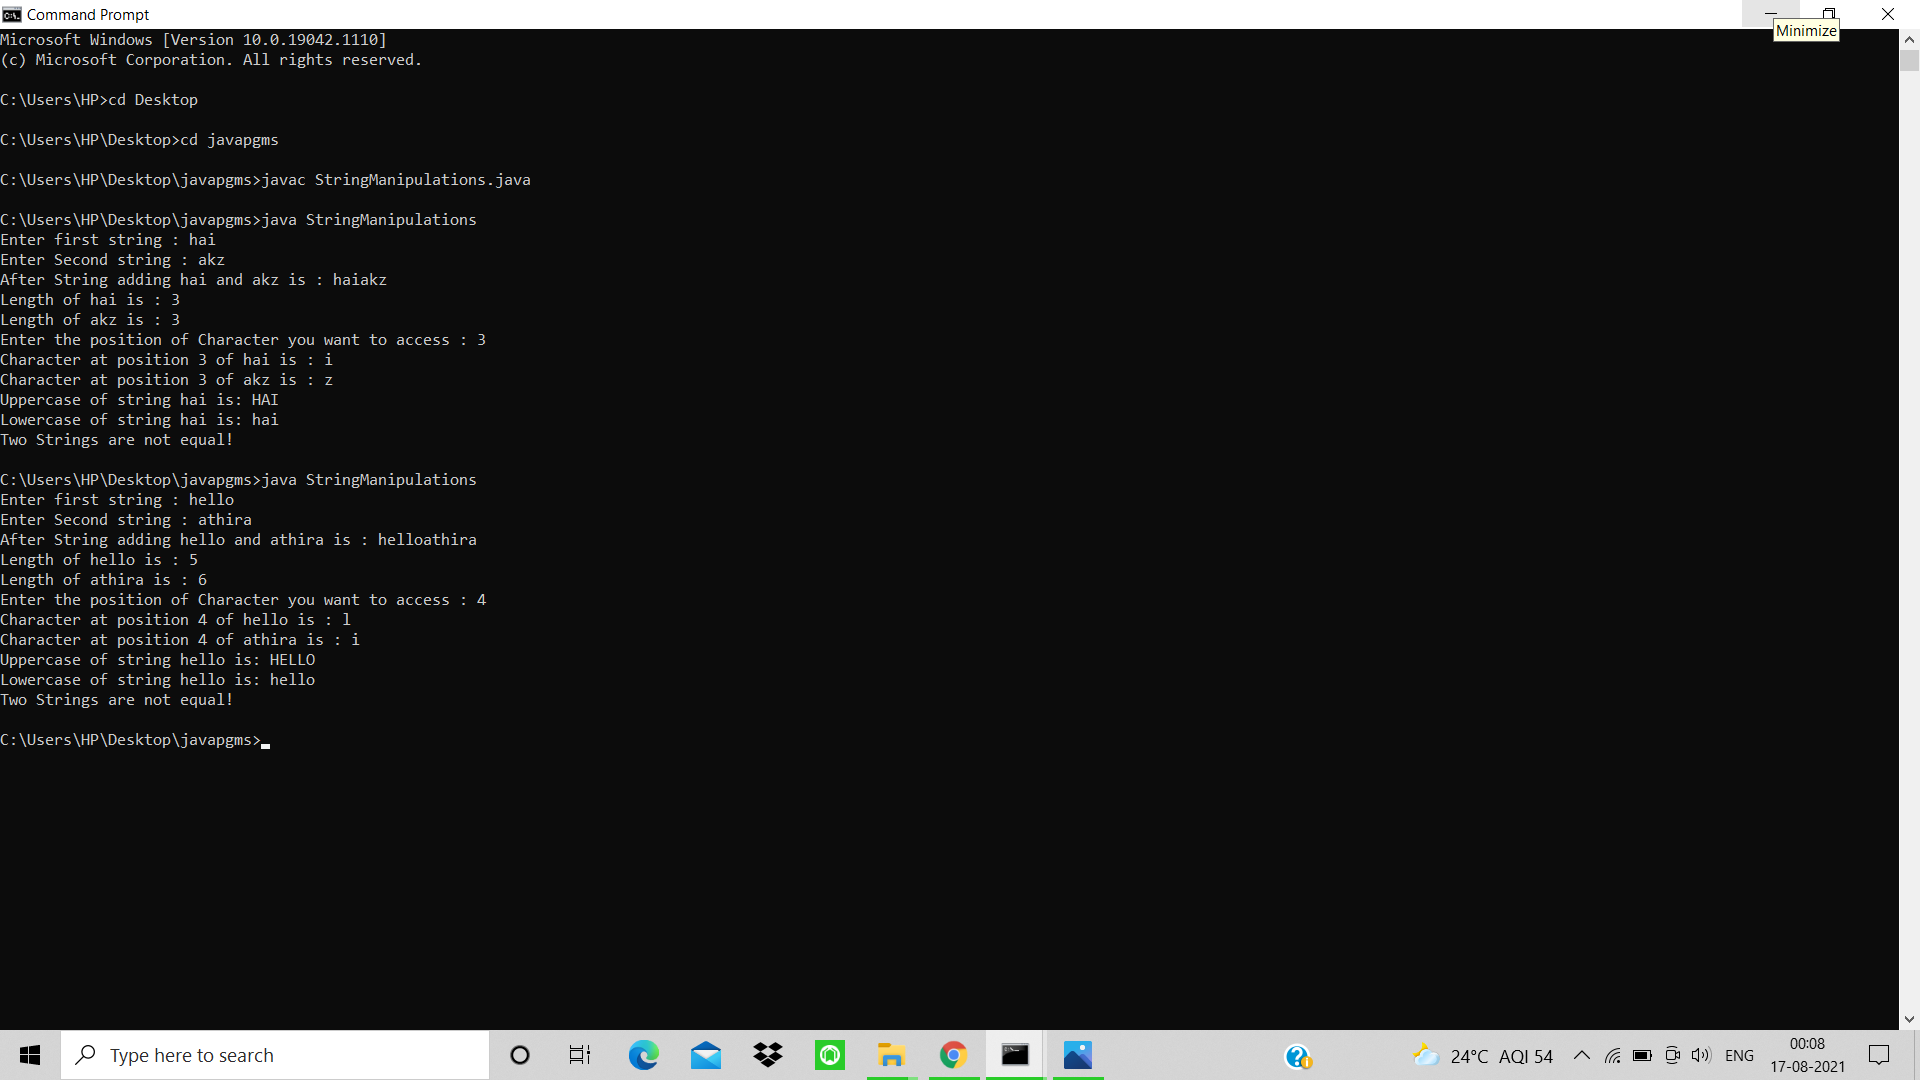 Command Prompt
Minimize
Microsoft Windows [Version 10.0.19042.1110]
(c) Microsoft Corporation. All rights reserved.
C:\Users\HP>cd Desktop
C:\Users\HP\Desktop>cd javapgms
C:\Users\HP\Desktop\javapgms>javac StringManipulations.java
C:\Users\HP\Desktop\javapgms>java StringManipulations
Enter first string : hai
Enter Second string : akz
After String adding hai and akz is : haiakz
Length of hai is : 3
Length of akz is : 3
Enter the position of Character you want to access : 3
Character at position 3 of hai is : i
Character at position 3 of akz is : z
Uppercase of string hai is: HAI
Lowercase of string hai is: hai
Two Strings are not equal!
C:\Users\HP\Desktop\javapgms>java StringManipulations
Enter first string : hello
Enter Second string : athira
After String adding hello and athira is : helloathira
Length of hello is : 5
Length of athira is : 6
Enter the position of Character you want to access : 4
Character at position 4 of hello is : l
Character at position 4 of athira is : i
Uppercase of string hello is: HELLO
Lowercase of string hello is: hello
Two Strings are not equal!
C:\Users\HP\Desktop\javapgms>
Type here to search
24°C AQI 54
ENG
00:08
17-08-2021